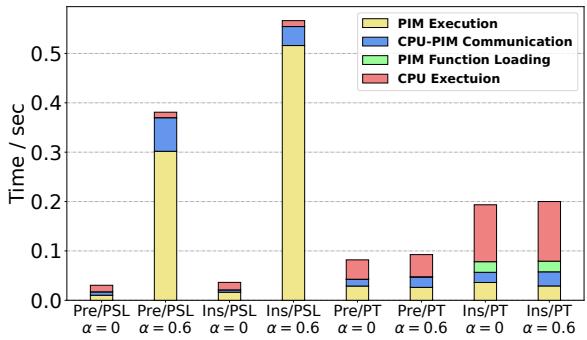 Time / sec
0.5
0.4
0.3
0.2
0.1
0.0
PIM Execution
CPU-PIM Communication
PIM Function Loading
CPU Exectuion
Pre/PSL Pre/PSL Ins/PSL Ins/PSL Pre/PT Pre/PT Ins/PT Ins/PT
α = 0 α = 0.6 α = 0 α = 0.6 α = 0 α = 0.6 α = 0 α = 0.6